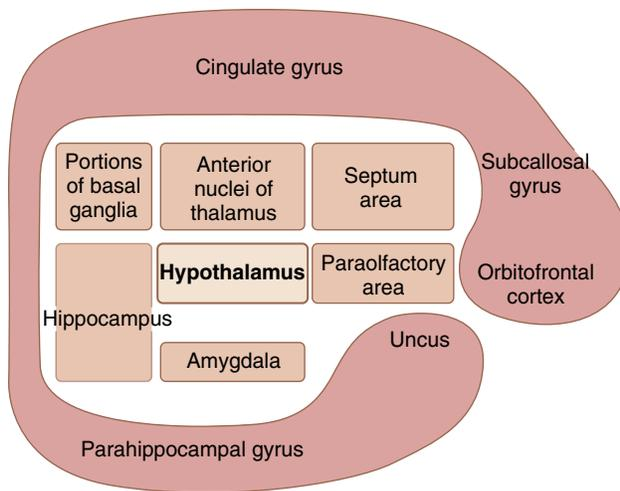 Cingulate gyrus
Portions
of basal
ganglia
Anterior
nuclei of
thalamus
Septum
area
Subcallosal
gyrus
Hypothalamus
Paraolfactory
area
Orbitofrontal
cortex
Hippocampus
Uncus
Amygdala
Parahippocampal gyrus